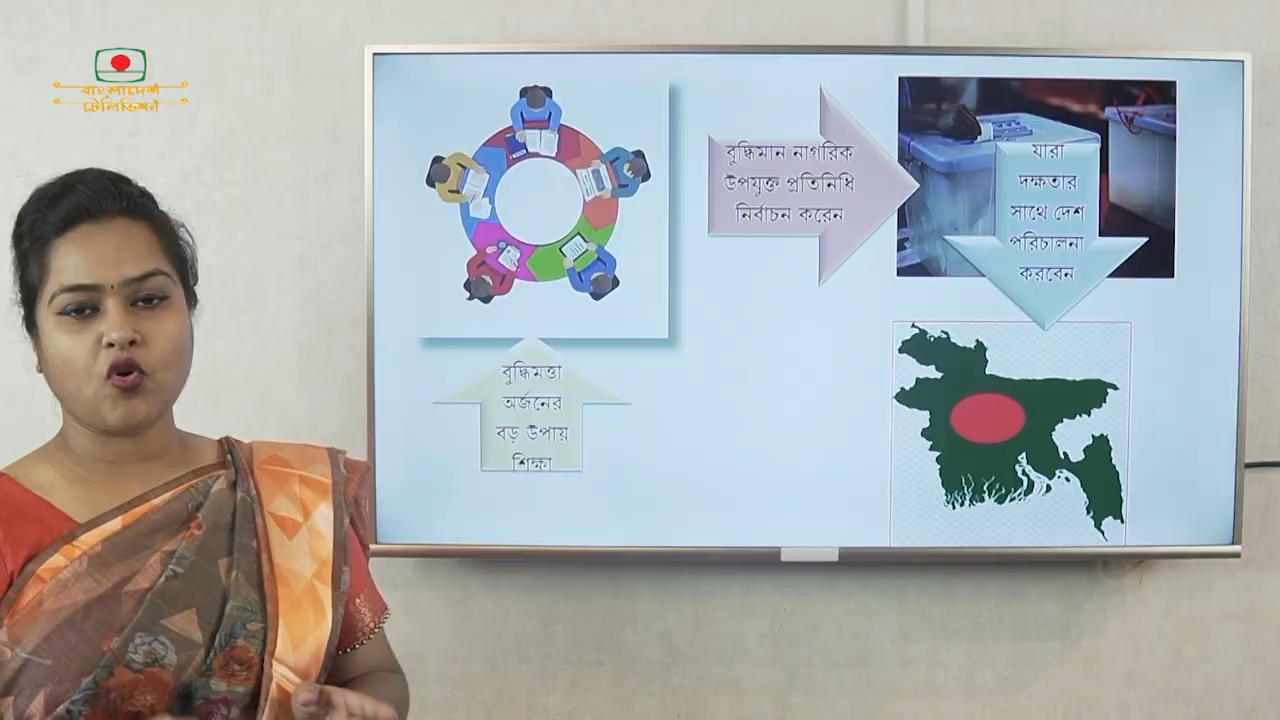 বাংলাদেশ
টেলিভিশন
বুদ্ধিমান নাগরিক
উপযুক্ত প্রতিনিধি
নির্বাচন করেন
যারা
দক্ষতার
সাথে দেশ
পরিচালনা
করবেন
বুদ্ধিমত্তা
অর্জনের
বড় উপায়
শিক্ষা